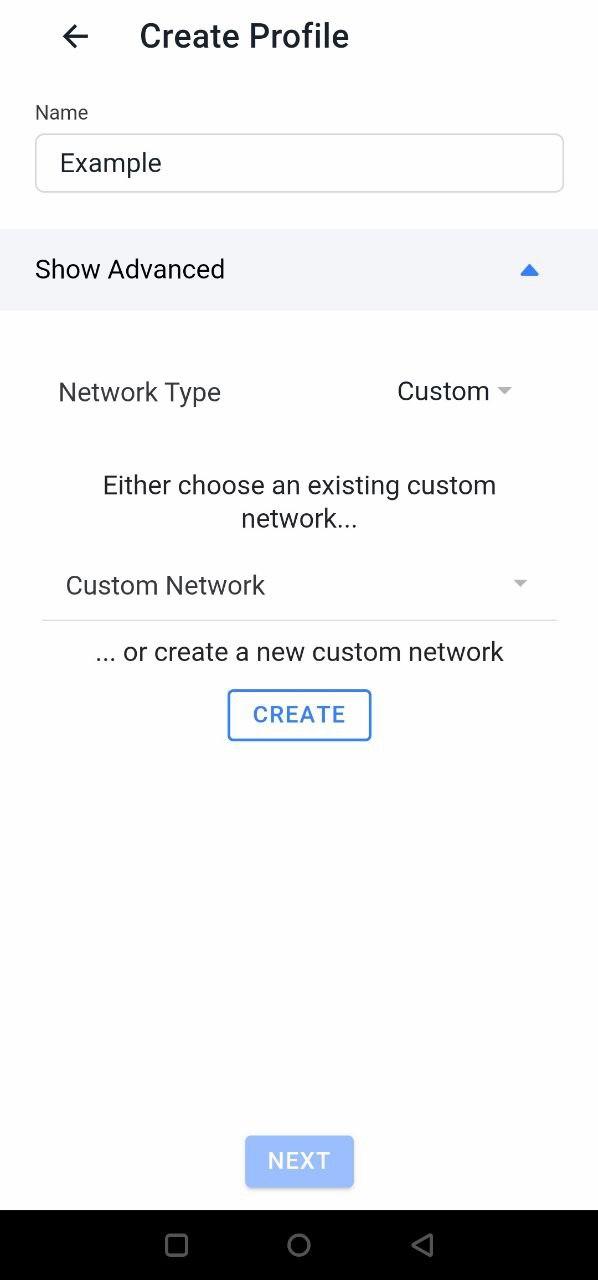 Create Profile
Name
Example
Show Advanced
Network Type
Custom
Either choose an existing custom
network...
Custom Network
... or create a new custom network
CREATE
NEXT